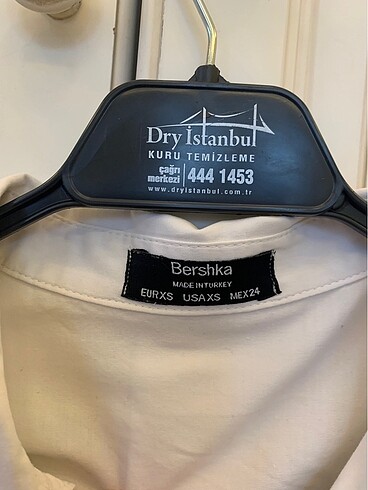 Dry İstanbul
KURU TEMİZLEME
çağrı merkezi 444 1453
www.dryistanbul.com.tr
Bershka
MADE IN TURKEY
EUR XS USA XS MEX 24